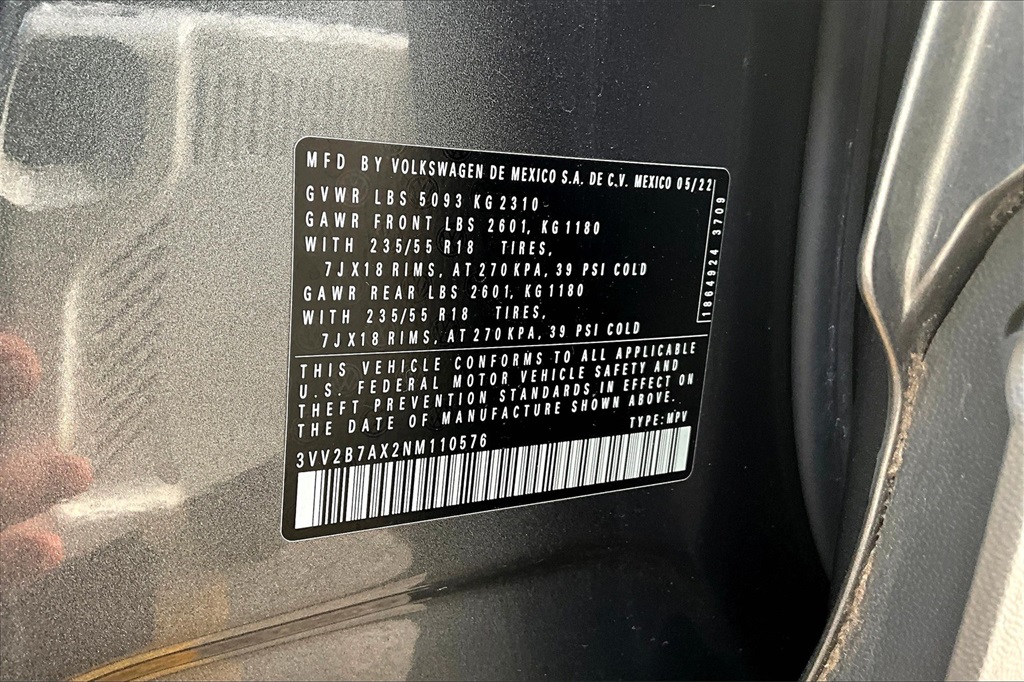 MFD BY VOLKSWAGEN DE MEXICO S.A. DE C.V. MEXICO 05/22
GVWR LBS 5093 KG 2310
GAWR FRONT LBS 2601, KG 1180
WITH 235/55 R18 TIRES,
7JX18 RIMS, AT 270 KPA, 39 PSI COLD
GAWR REAR LBS 2601, KG 1180
WITH 235/55 R18 TIRES,
7JX18 RIMS, AT 270 KPA, 39 PSI COLD
1864924 3709
THIS VEHICLE CONFORMS TO ALL APPLICABLE
U.S. FEDERAL MOTOR VEHICLE SAFETY AND
THEFT PREVENTION STANDARDS IN EFFECT ON
THE DATE OF MANUFACTURE SHOWN ABOVE.
TYPE: MPV
3VV2B7AX2NM110576